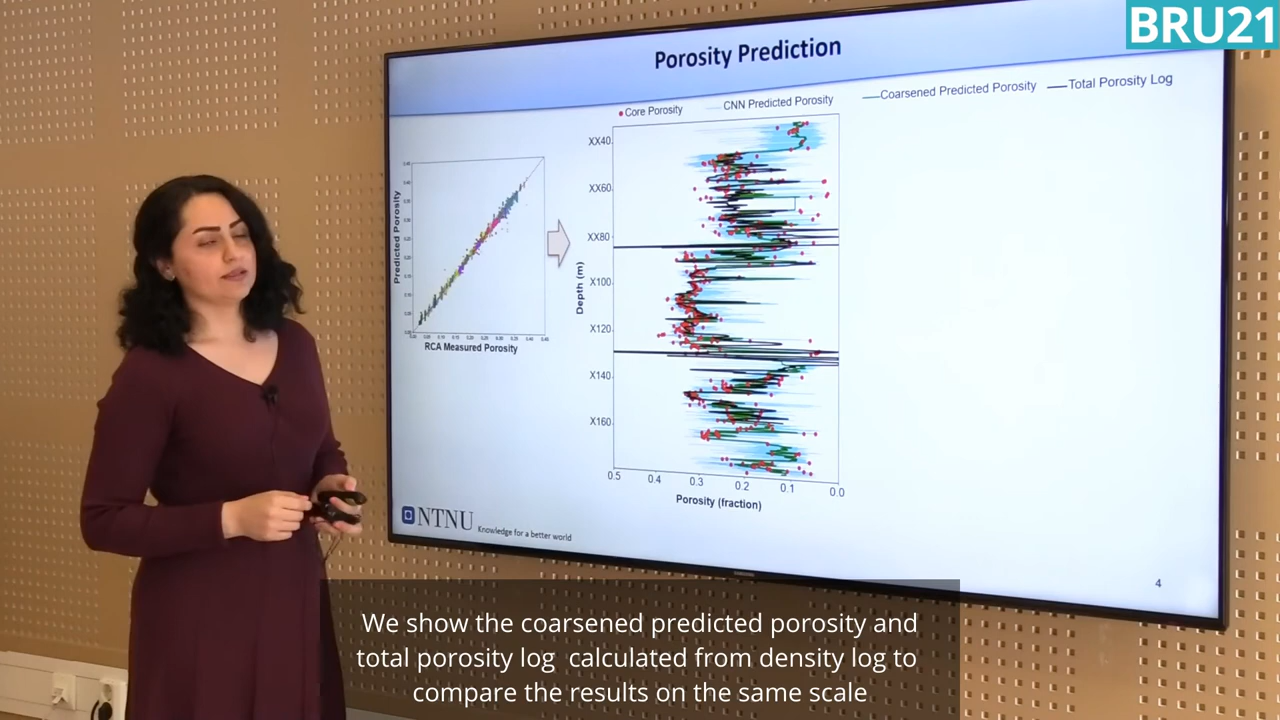 BRU21
Porosity Prediction
Core Porosity
CNN Predicted Porosity
Coarsened Predicted Porosity
Total Porosity Log
Predicted Porosity
RCA Measured Porosity
Depth (m)
XX40
XX60
XX80
X100
X120
X140
X160
0.5 0.4 0.3 0.2 0.1 0.0
Porosity (fraction)
NTNU Knowledge for a better world
4
We show the coarsened predicted porosity and
total porosity log calculated from density log to
compare the results on the same scale